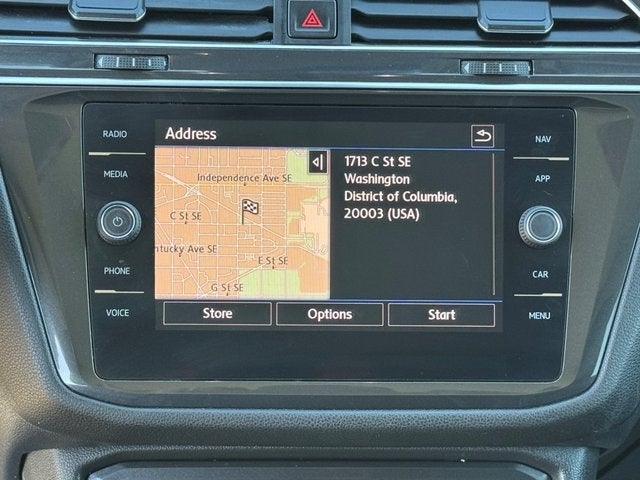 RADIO
MEDIA
PHONE
VOICE
Address
Independence Ave SE
C St SE
ntucky Ave SE
E St SE
G St SE
1713 C St SE
Washington
District of Columbia,
20003 (USA)
Store
Options
Start
NAV
APP
CAR
MENU